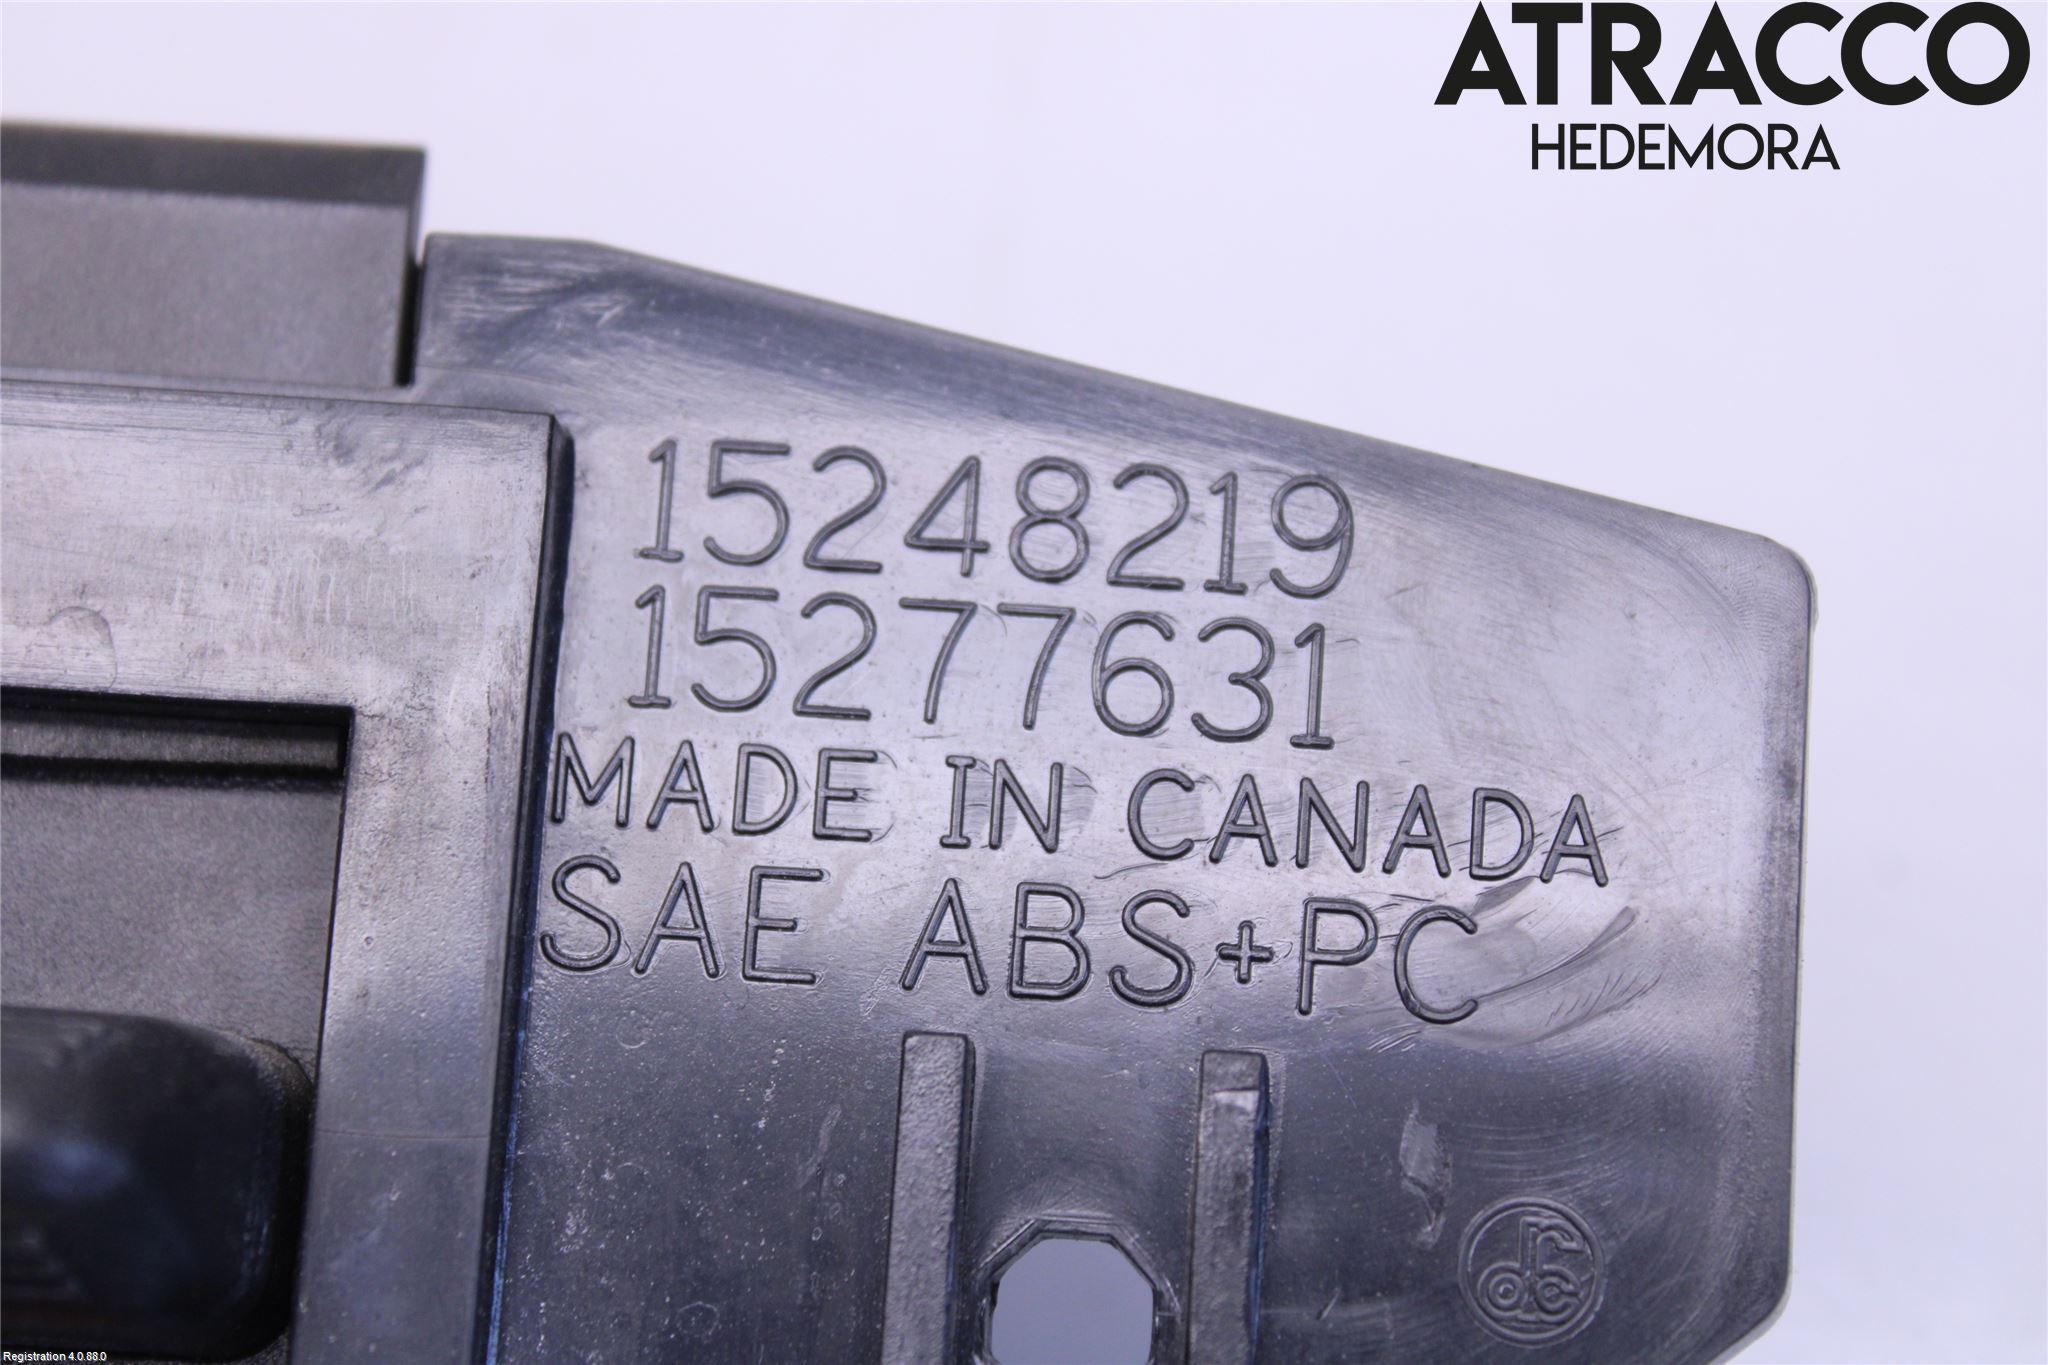 ATRACCO
HEDEMORA
15248219
15277631
MADE IN CANADA
SAE ABS+PC
Registration 4.0.88.0